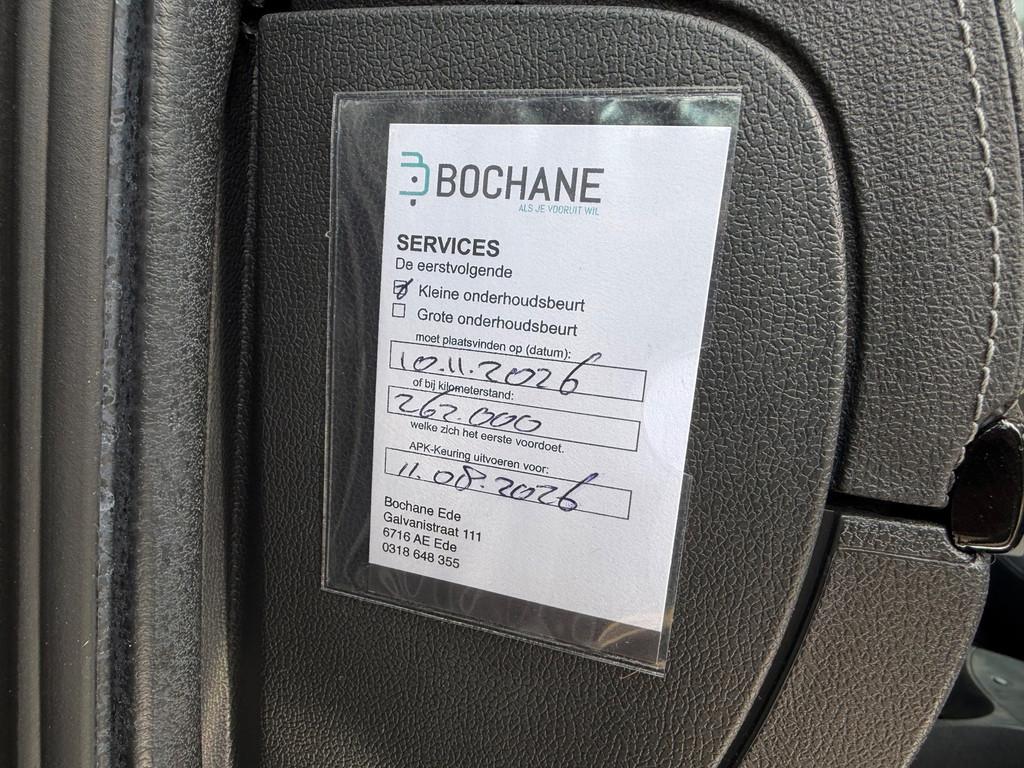 BOCHANE
ALS JE VOORUIT WIL
SERVICES
De eerstvolgende
Kleine onderhoudsbeurt
Grote onderhoudsbeurt
moet plaatsvinden op (datum):
10.11.2026
of bij kilometerstand:
262.000
welke zich het eerste voordoet.
APK-Keuring uitvoeren voor:
11.08.2026
Bochane Ede
Galvanistraat 111
6716 AE Ede
0318 648 355